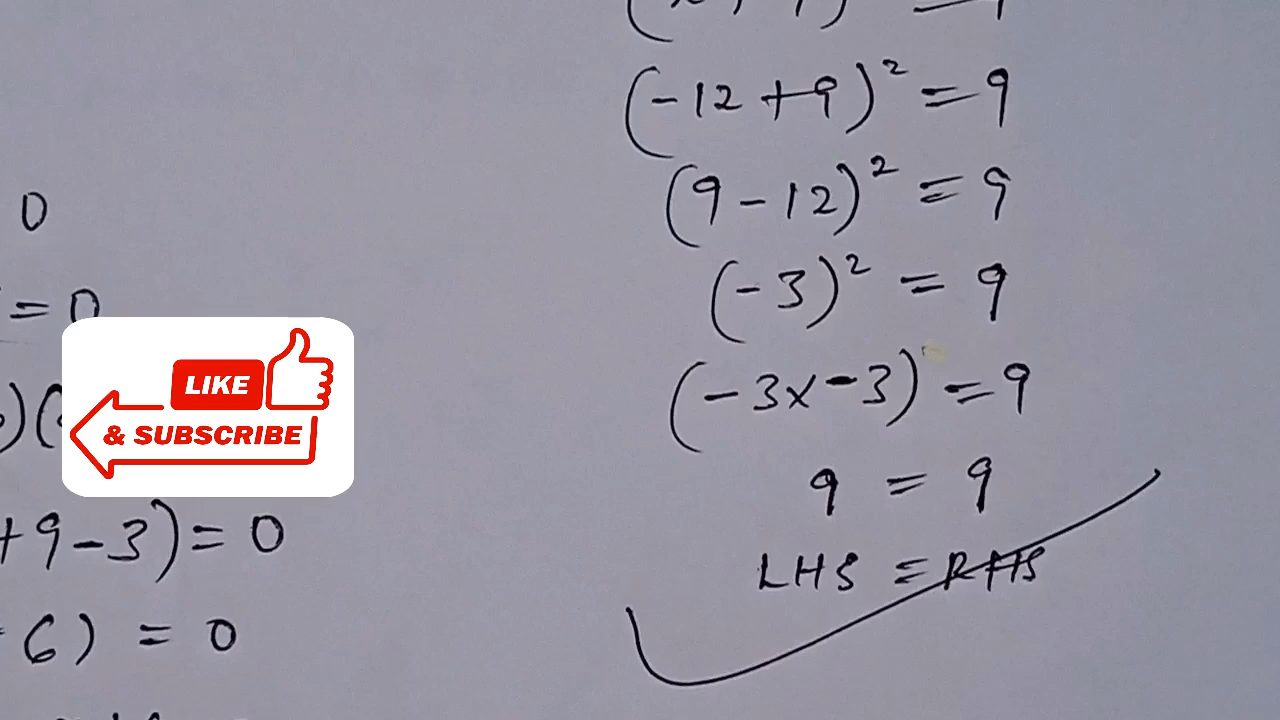 0
= 0
LIKE
& SUBSCRIBE
+9-3) = 0
6) = 0
(-12+9)² = 9
(9-12)² = 9
(-3)² = 9
(-3x-3) = 9
9 = 9
LHS = RHS